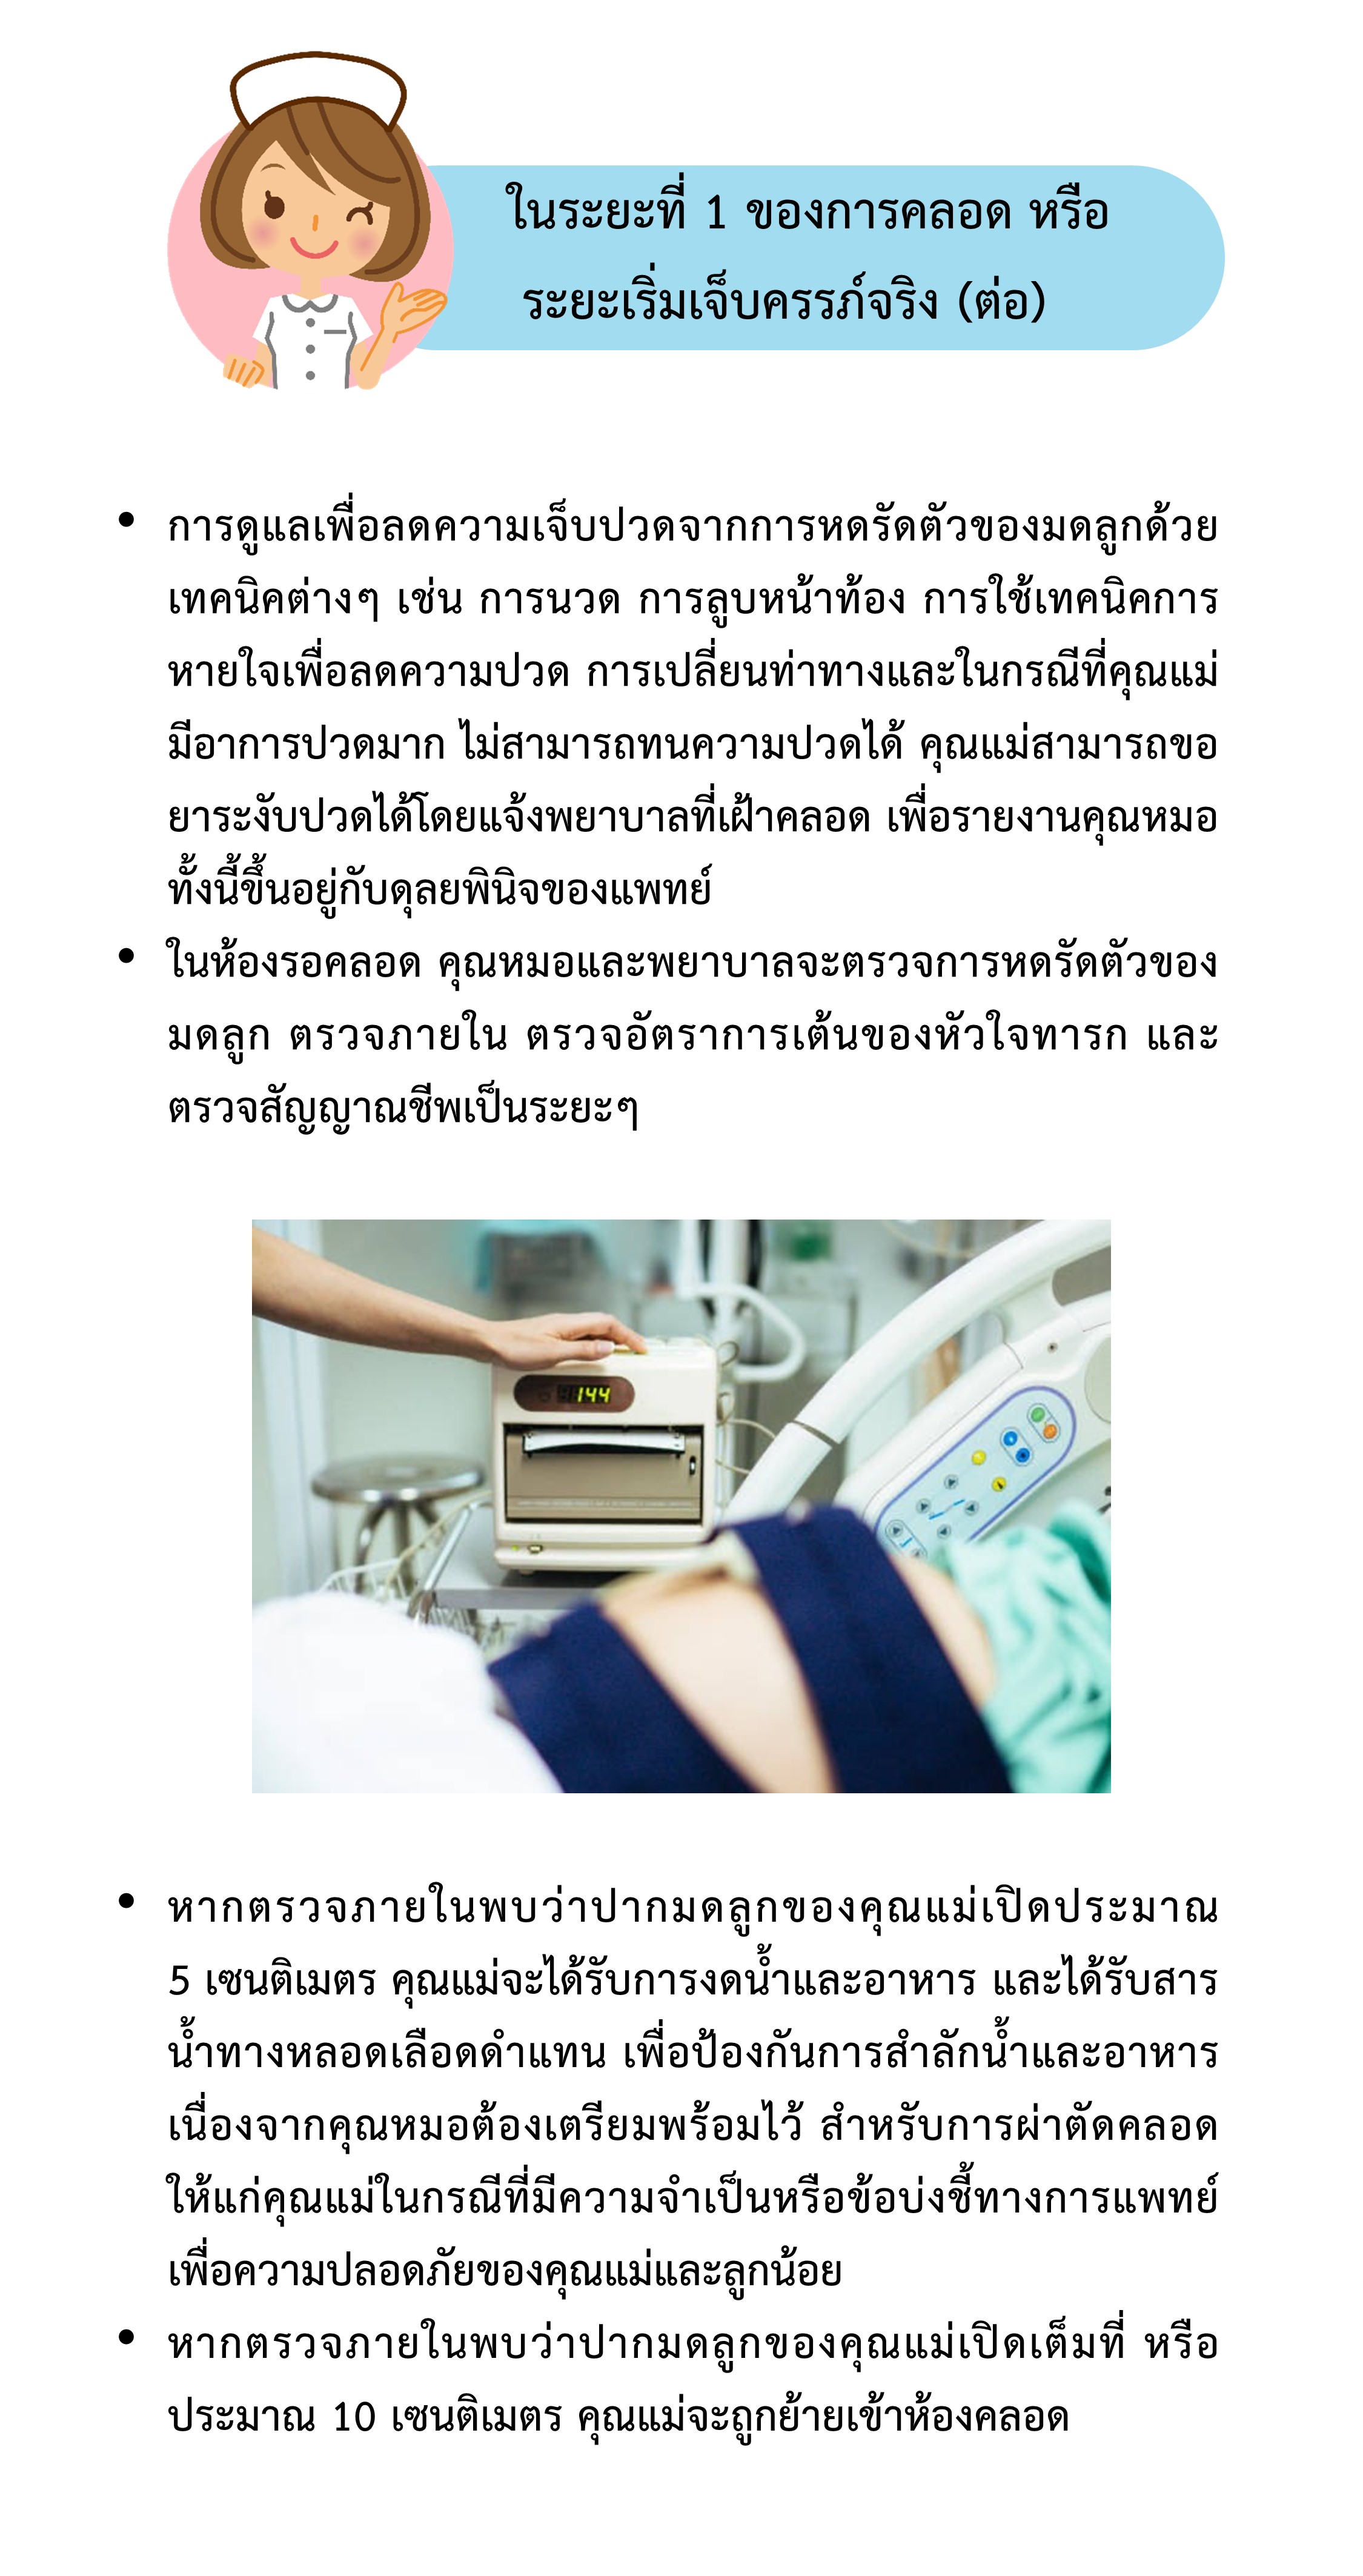 ในระยะที่ 1 ของการคลอด หรือ
ระยะเริ่มเจ็บครรภ์จริง (ต่อ)
• การดูแลเพื่อลดความเจ็บปวดจากการหดรัดตัวของมดลูกด้วย
เทคนิคต่างๆ เช่น การนวด การลูบหน้าท้อง การใช้เทคนิคการ
หายใจเพื่อลดความปวด การเปลี่ยนท่าทางและในกรณีที่คุณแม่
มีอาการปวดมาก ไม่สามารถทนความปวดได้ คุณแม่สามารถขอ
ยาระงับปวดได้โดยแจ้งพยาบาลที่เฝ้าคลอด เพื่อรายงานคุณหมอ
ทั้งนี้ขึ้นอยู่กับดุลยพินิจของแพทย์
• ในห้องรอคลอด คุณหมอและพยาบาลจะตรวจการหดรัดตัวของ
มดลูก ตรวจภายใน ตรวจอัตราการเต้นของหัวใจทารก และ
ตรวจสัญญาณชีพเป็นระยะๆ
144
• หากตรวจภายในพบว่าปากมดลูกของคุณแม่เปิดประมาณ
5 เซนติเมตร คุณแม่จะได้รับการงดน้ำและอาหาร และได้รับสาร
น้ำทางหลอดเลือดดำแทน เพื่อป้องกันการสำลักน้ำและอาหาร
เนื่องจากคุณหมอต้องเตรียมพร้อมไว้ สำหรับการผ่าตัดคลอด
ให้แก่คุณแม่ในกรณีที่มีความจำเป็นหรือข้อบ่งชี้ทางการแพทย์
เพื่อความปลอดภัยของคุณแม่และลูกน้อย
• หากตรวจภายในพบว่าปากมดลูกของคุณแม่เปิดเต็มที่ หรือ
ประมาณ 10 เซนติเมตร คุณแม่จะถูกย้ายเข้าห้องคลอด